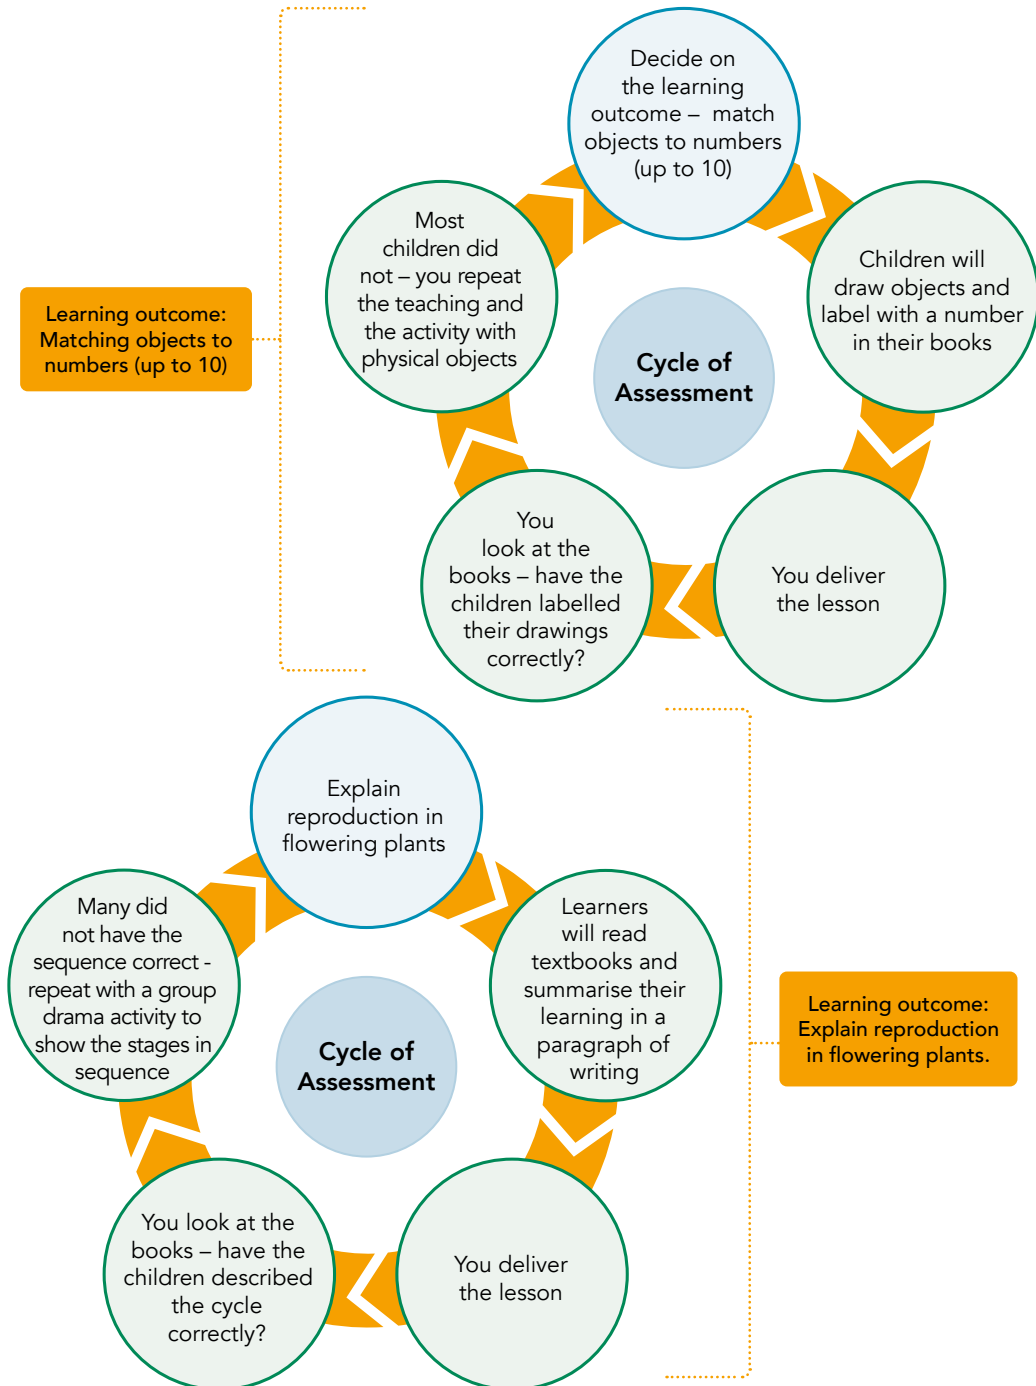 Decide on
the learning
outcome – match
objects to numbers
(up to 10)
Children will
draw objects and
label with a number
in their books
You deliver
the lesson
You
look at the
books – have the
children labelled
their drawings
correctly?
Most
children did
not – you repeat
the teaching and
the activity with
physical objects
Cycle of
Assessment
Learning outcome:
Matching objects to
numbers (up to 10)
Explain
reproduction in
flowering plants
Learners
will read
textbooks and
summarise their
learning in a
paragraph of
writing
You deliver
the lesson
You look at the
books – have the
children described
the cycle
correctly?
Many did
not have the
sequence correct -
repeat with a group
drama activity to
show the stages in
sequence
Cycle of
Assessment
Learning outcome:
Explain reproduction
in flowering plants.